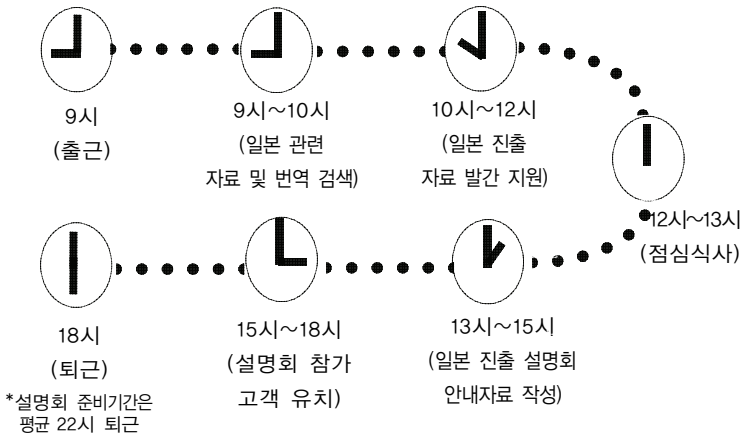 9시
(출근)
9시~10시
(일본 관련
자료 및 번역 검색)
10시~12시
(일본 진출
자료 발간 지원)
12시~13시
(점심식사)
13시~15시
(일본 진출 설명회
안내자료 작성)
15시~18시
(설명회 참가
고객 유치)
18시
(퇴근)
*설명회 준비기간은
평균 22시 퇴근